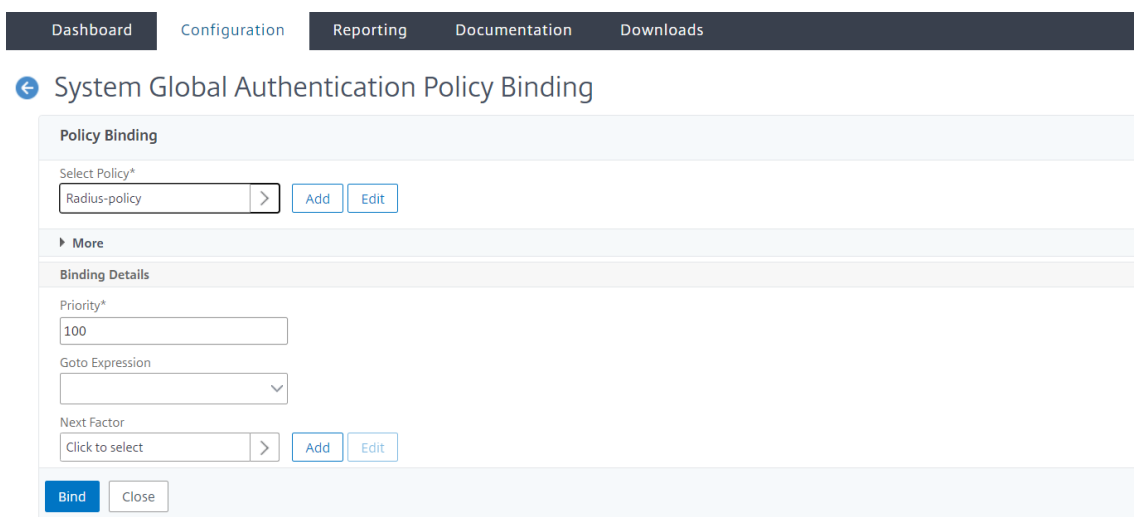 Dashboard Configuration Reporting Documentation Downloads
System Global Authentication Policy Binding
Policy Binding
Select Policy*
Radius-policy Add Edit
More
Binding Details
Priority*
100
Goto Expression
Next Factor
Click to select Add Edit
Bind Close